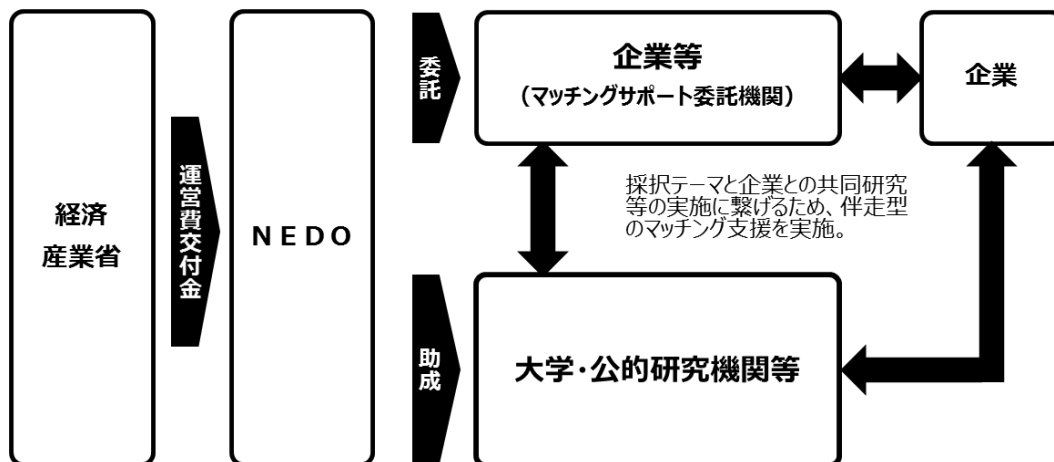 経済
産業省
運営費交付金
NEDO
委託
企業等
（マッチングサポート委託機関）
企業
採択テーマと企業との共同研究
等の実施に繋げるため、伴走型
のマッチング支援を実施。
助成
大学・公的研究機関等